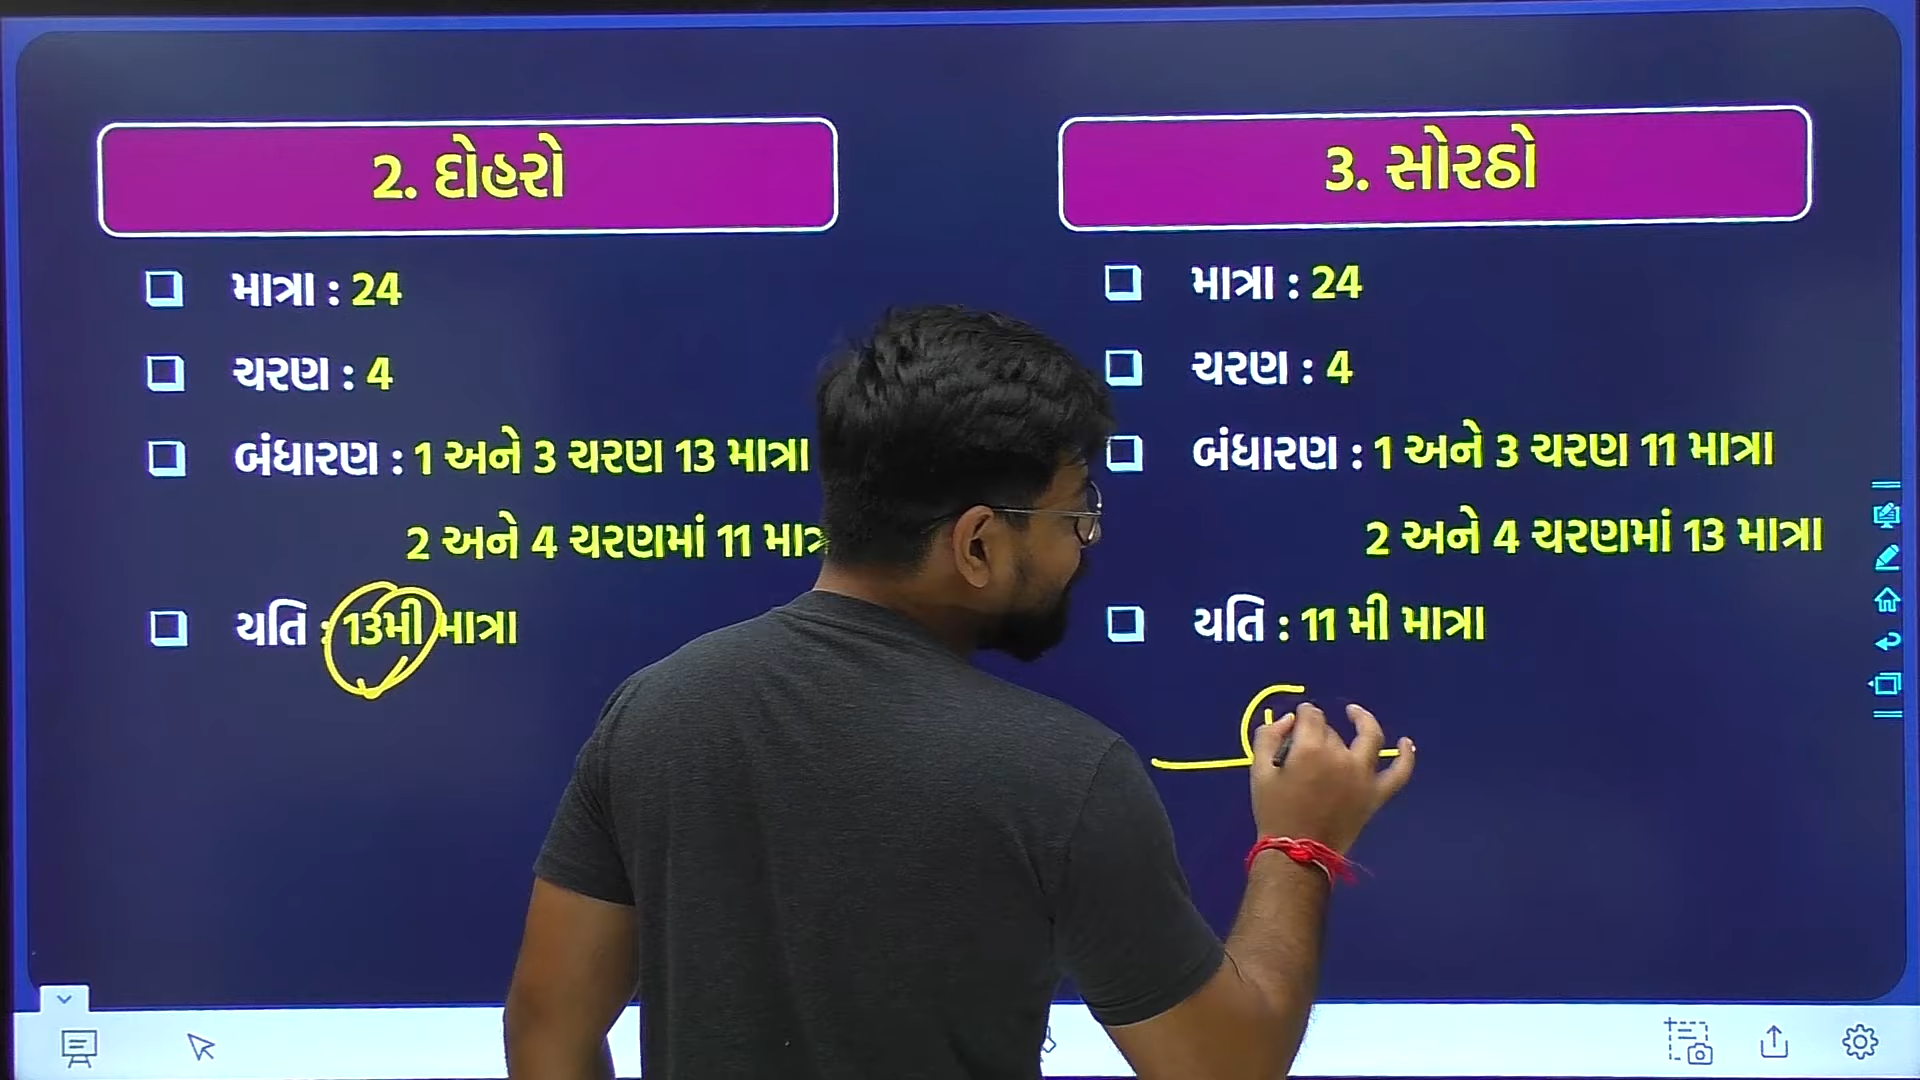 2. દોહરો
માત્રા : 24
ચરણ : 4
બંધારણ : 1 અને 3 ચરણ 13 માત્રા
2 અને 4 ચરણમાં 11
યતિ : 13મી માત્રા
3. સોરઠો
માત્રા : 24
ચરણ : 4
બંધારણ : 1 અને 3 ચરણ 11 માત્રા
2 અને 4 ચરણમાં 13 માત્રા
યતિ : 11 મી માત્રા